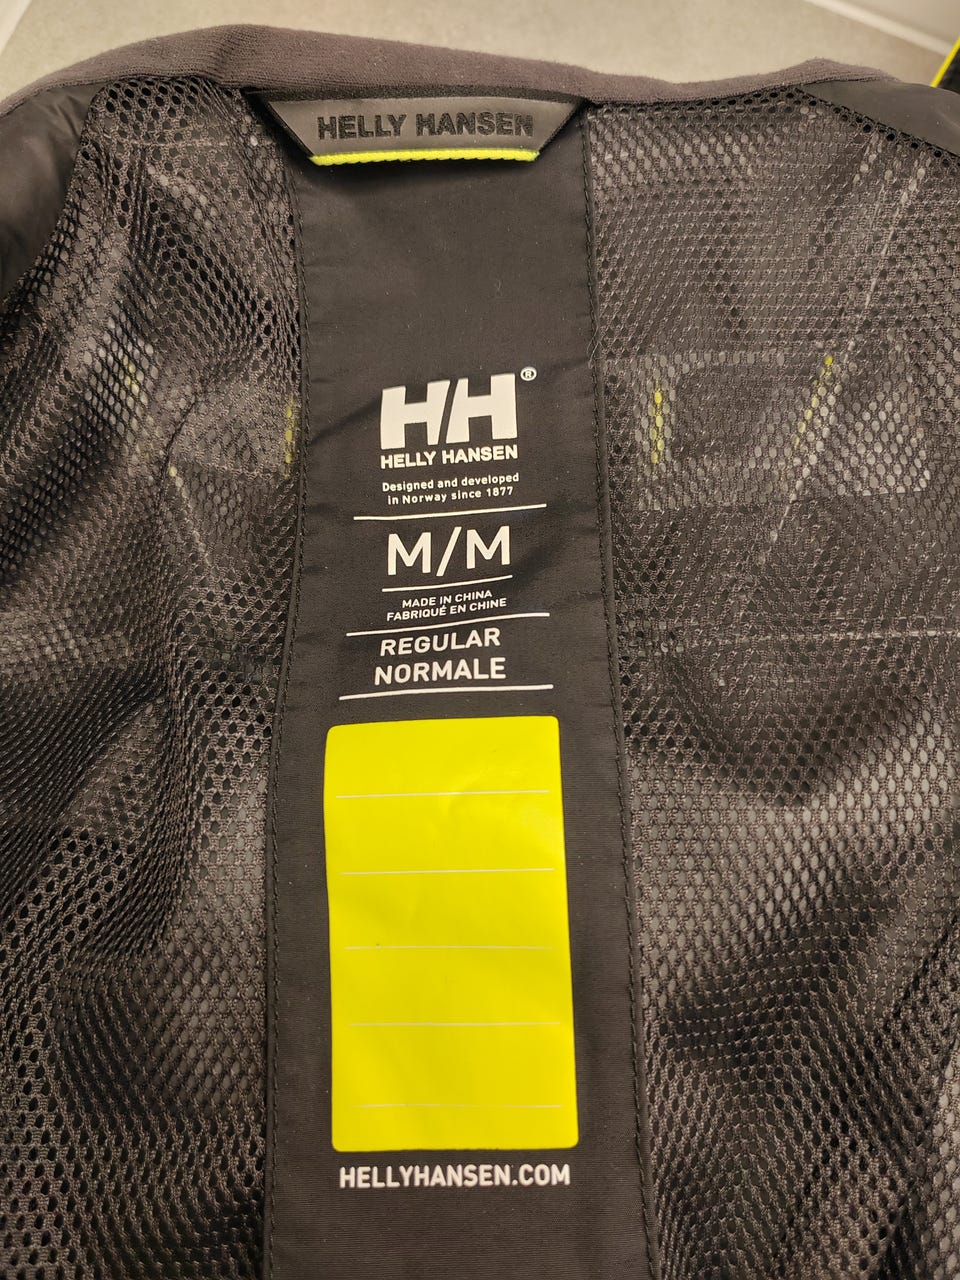 HELLY HANSEN
HH®
HELLY HANSEN
Designed and developed
in Norway since 1877
M/M
MADE IN CHINA
FABRIQUÉ EN CHINE
REGULAR
NORMALE
HELLYHANSEN.COM